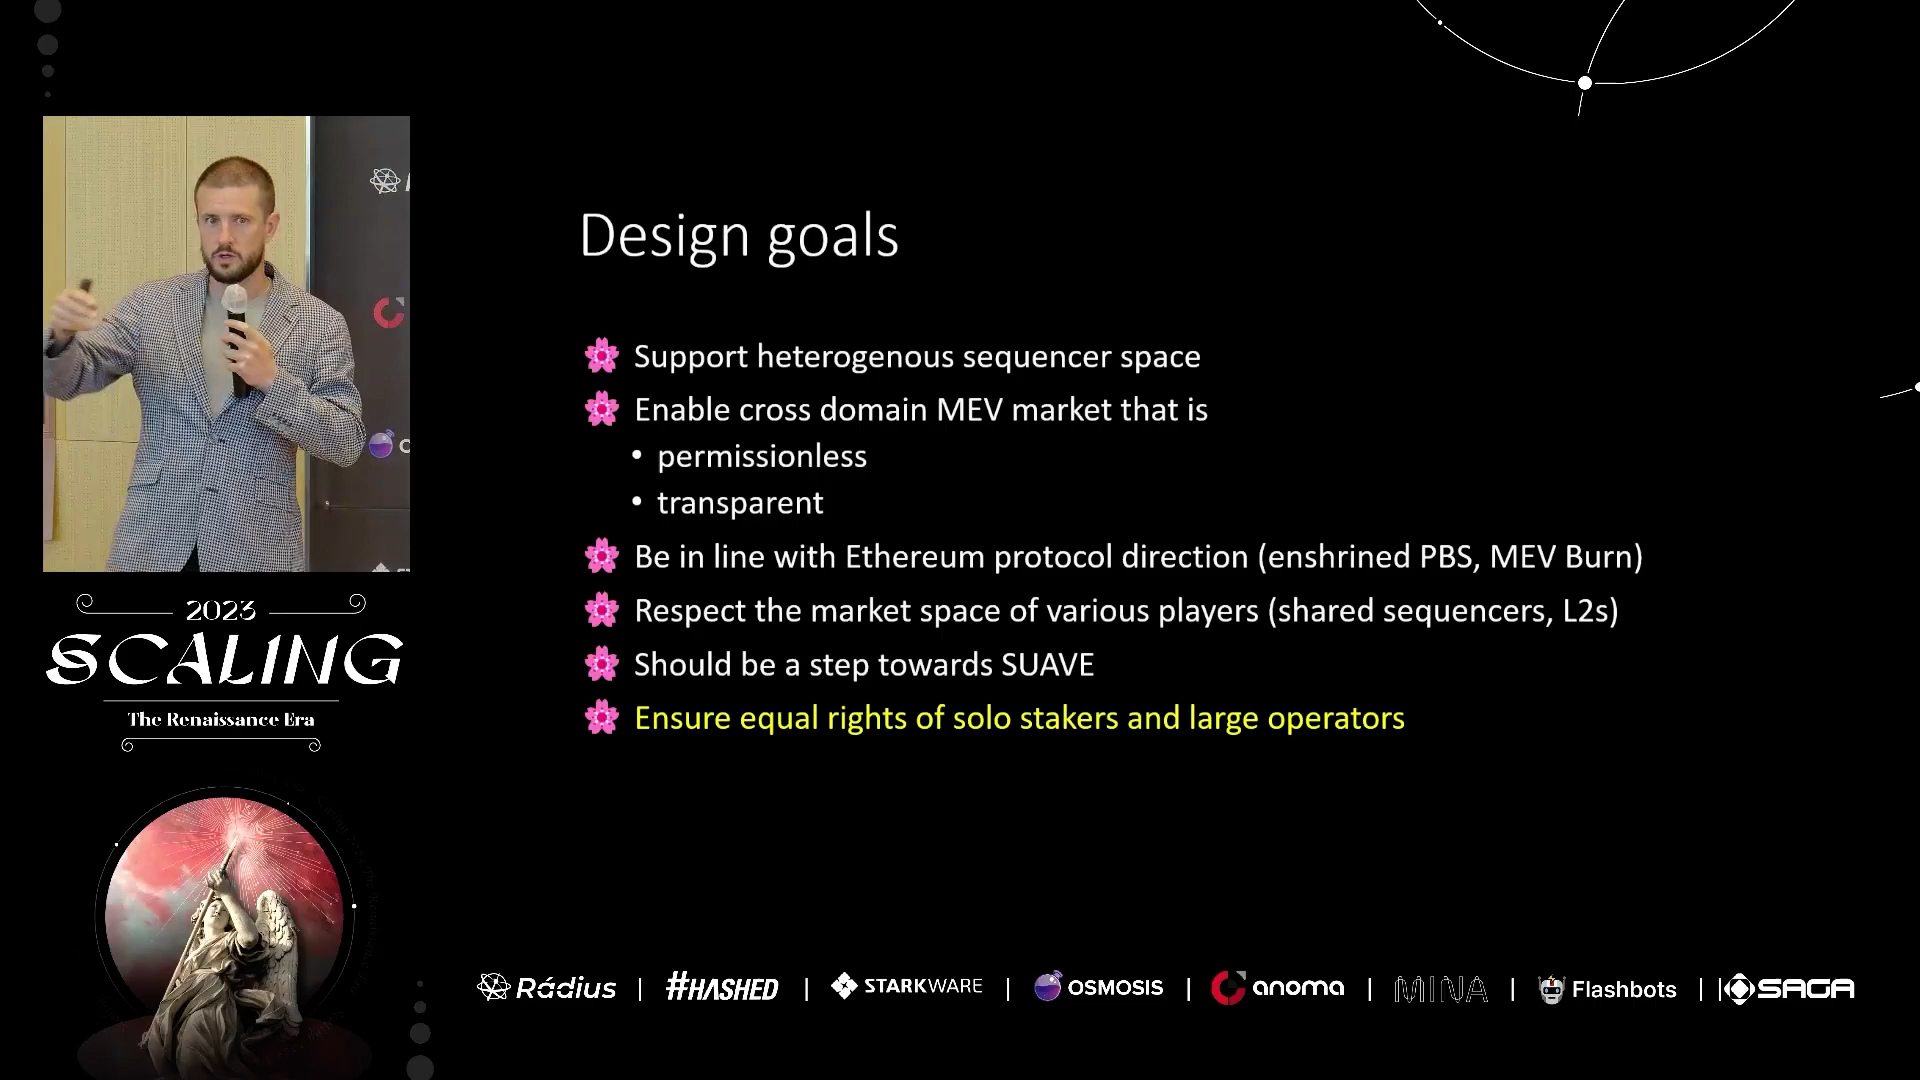 Design goals
Support heterogenous sequencer space
Enable cross domain MEV market that is
• permissionless
• transparent
Be in line with Ethereum protocol direction (enshrined PBS, MEV Burn)
Respect the market space of various players (shared sequencers, L2s)
Should be a step towards SUAVE
Ensure equal rights of solo stakers and large operators
2023
SCALING
The Renaissance Era
Rádius | #HASHED | STARKWARE | OSMOSIS | anoma | MINA | Flashbots | | SAGA